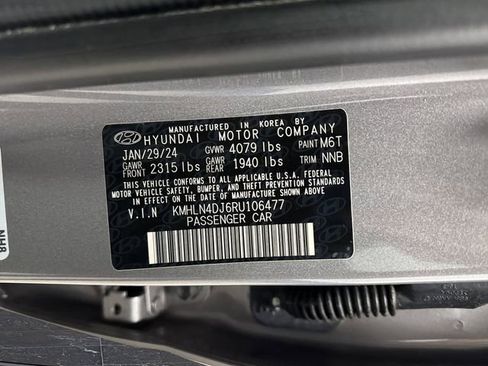 MANUFACTURED IN KOREA BY
HYUNDAI MOTOR COMPANY
JAN/29/24 GVWR 4079 lbs PAINT M6T
GAWR FRONT 2315 lbs GAWR REAR 1940 lbs TRIM NNB
THIS VEHICLE CONFORMS TO ALL APPLICABLE U.S.A. FEDERAL
MOTOR VEHICLE SAFETY, BUMPER, AND THEFT PREVENTION
STANDARDS IN EFFECT ON THE DATE OF MANUFACTURE SHOWN ABOVE.
V.I.N KMHLN4DJ6RU106477
PASSENGER CAR
NH8